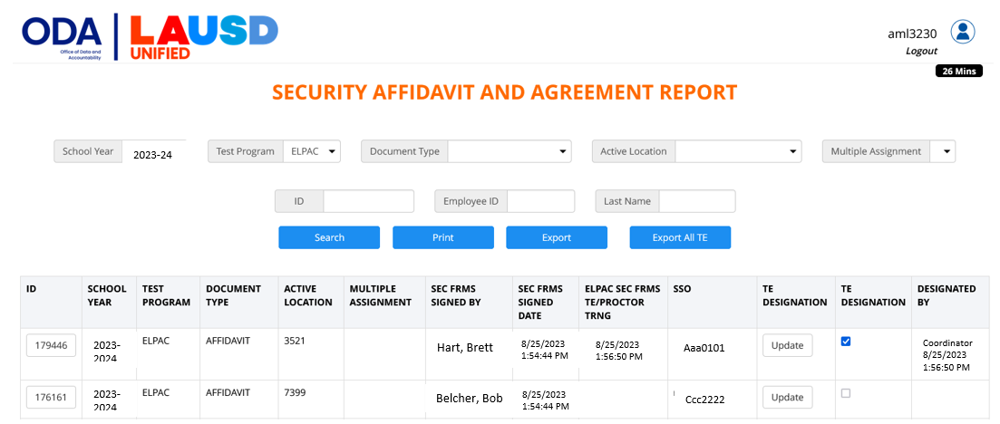 ODA
Office of Data and
Accountability
LAUSD
UNIFIED
aml3230
Logout
26 Mins
SECURITY AFFIDAVIT AND AGREEMENT REPORT
School Year 2023-24 Test Program ELPAC Document Type Active Location Multiple Assignment
ID Employee ID Last Name
Search Print Export Export All TE
ID SCHOOL YEAR TEST PROGRAM DOCUMENT TYPE ACTIVE LOCATION MULTIPLE ASSIGNMENT SEC FRMS SIGNED BY SEC FRMS SIGNED DATE ELPAC SEC FRMS TE/PROCTOR TRNG SSO TE DESIGNATION TE DESIGNATION DESIGNATED BY
179446 2023-2024 ELPAC AFFIDAVIT 3521 Hart, Brett 8/25/2023 1:54:44 PM 8/25/2023 1:56:50 PM Aaa0101 Update Coordinator 8/25/2023 1:56:50 PM
176161 2023-2024 ELPAC AFFIDAVIT 7399 Belcher, Bob 8/25/2023 1:54:44 PM Ccc2222 Update